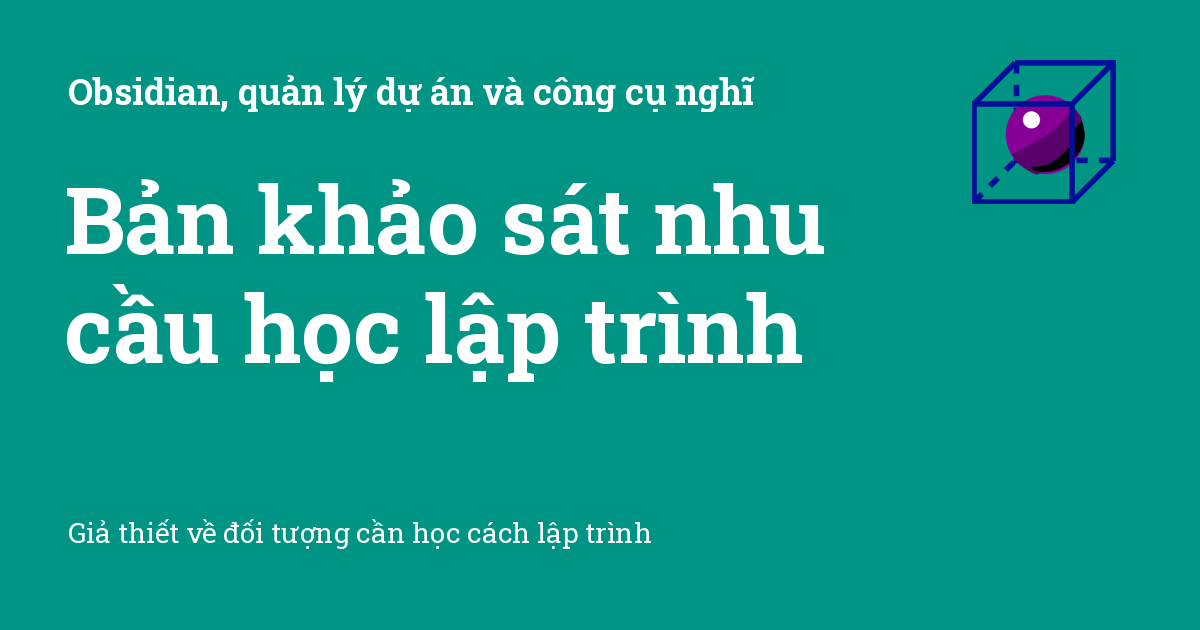 Obsidian, quản lý dự án và công cụ nghĩ
Bản khảo sát nhu
cầu học lập trình
Giả thiết về đối tượng cần học cách lập trình